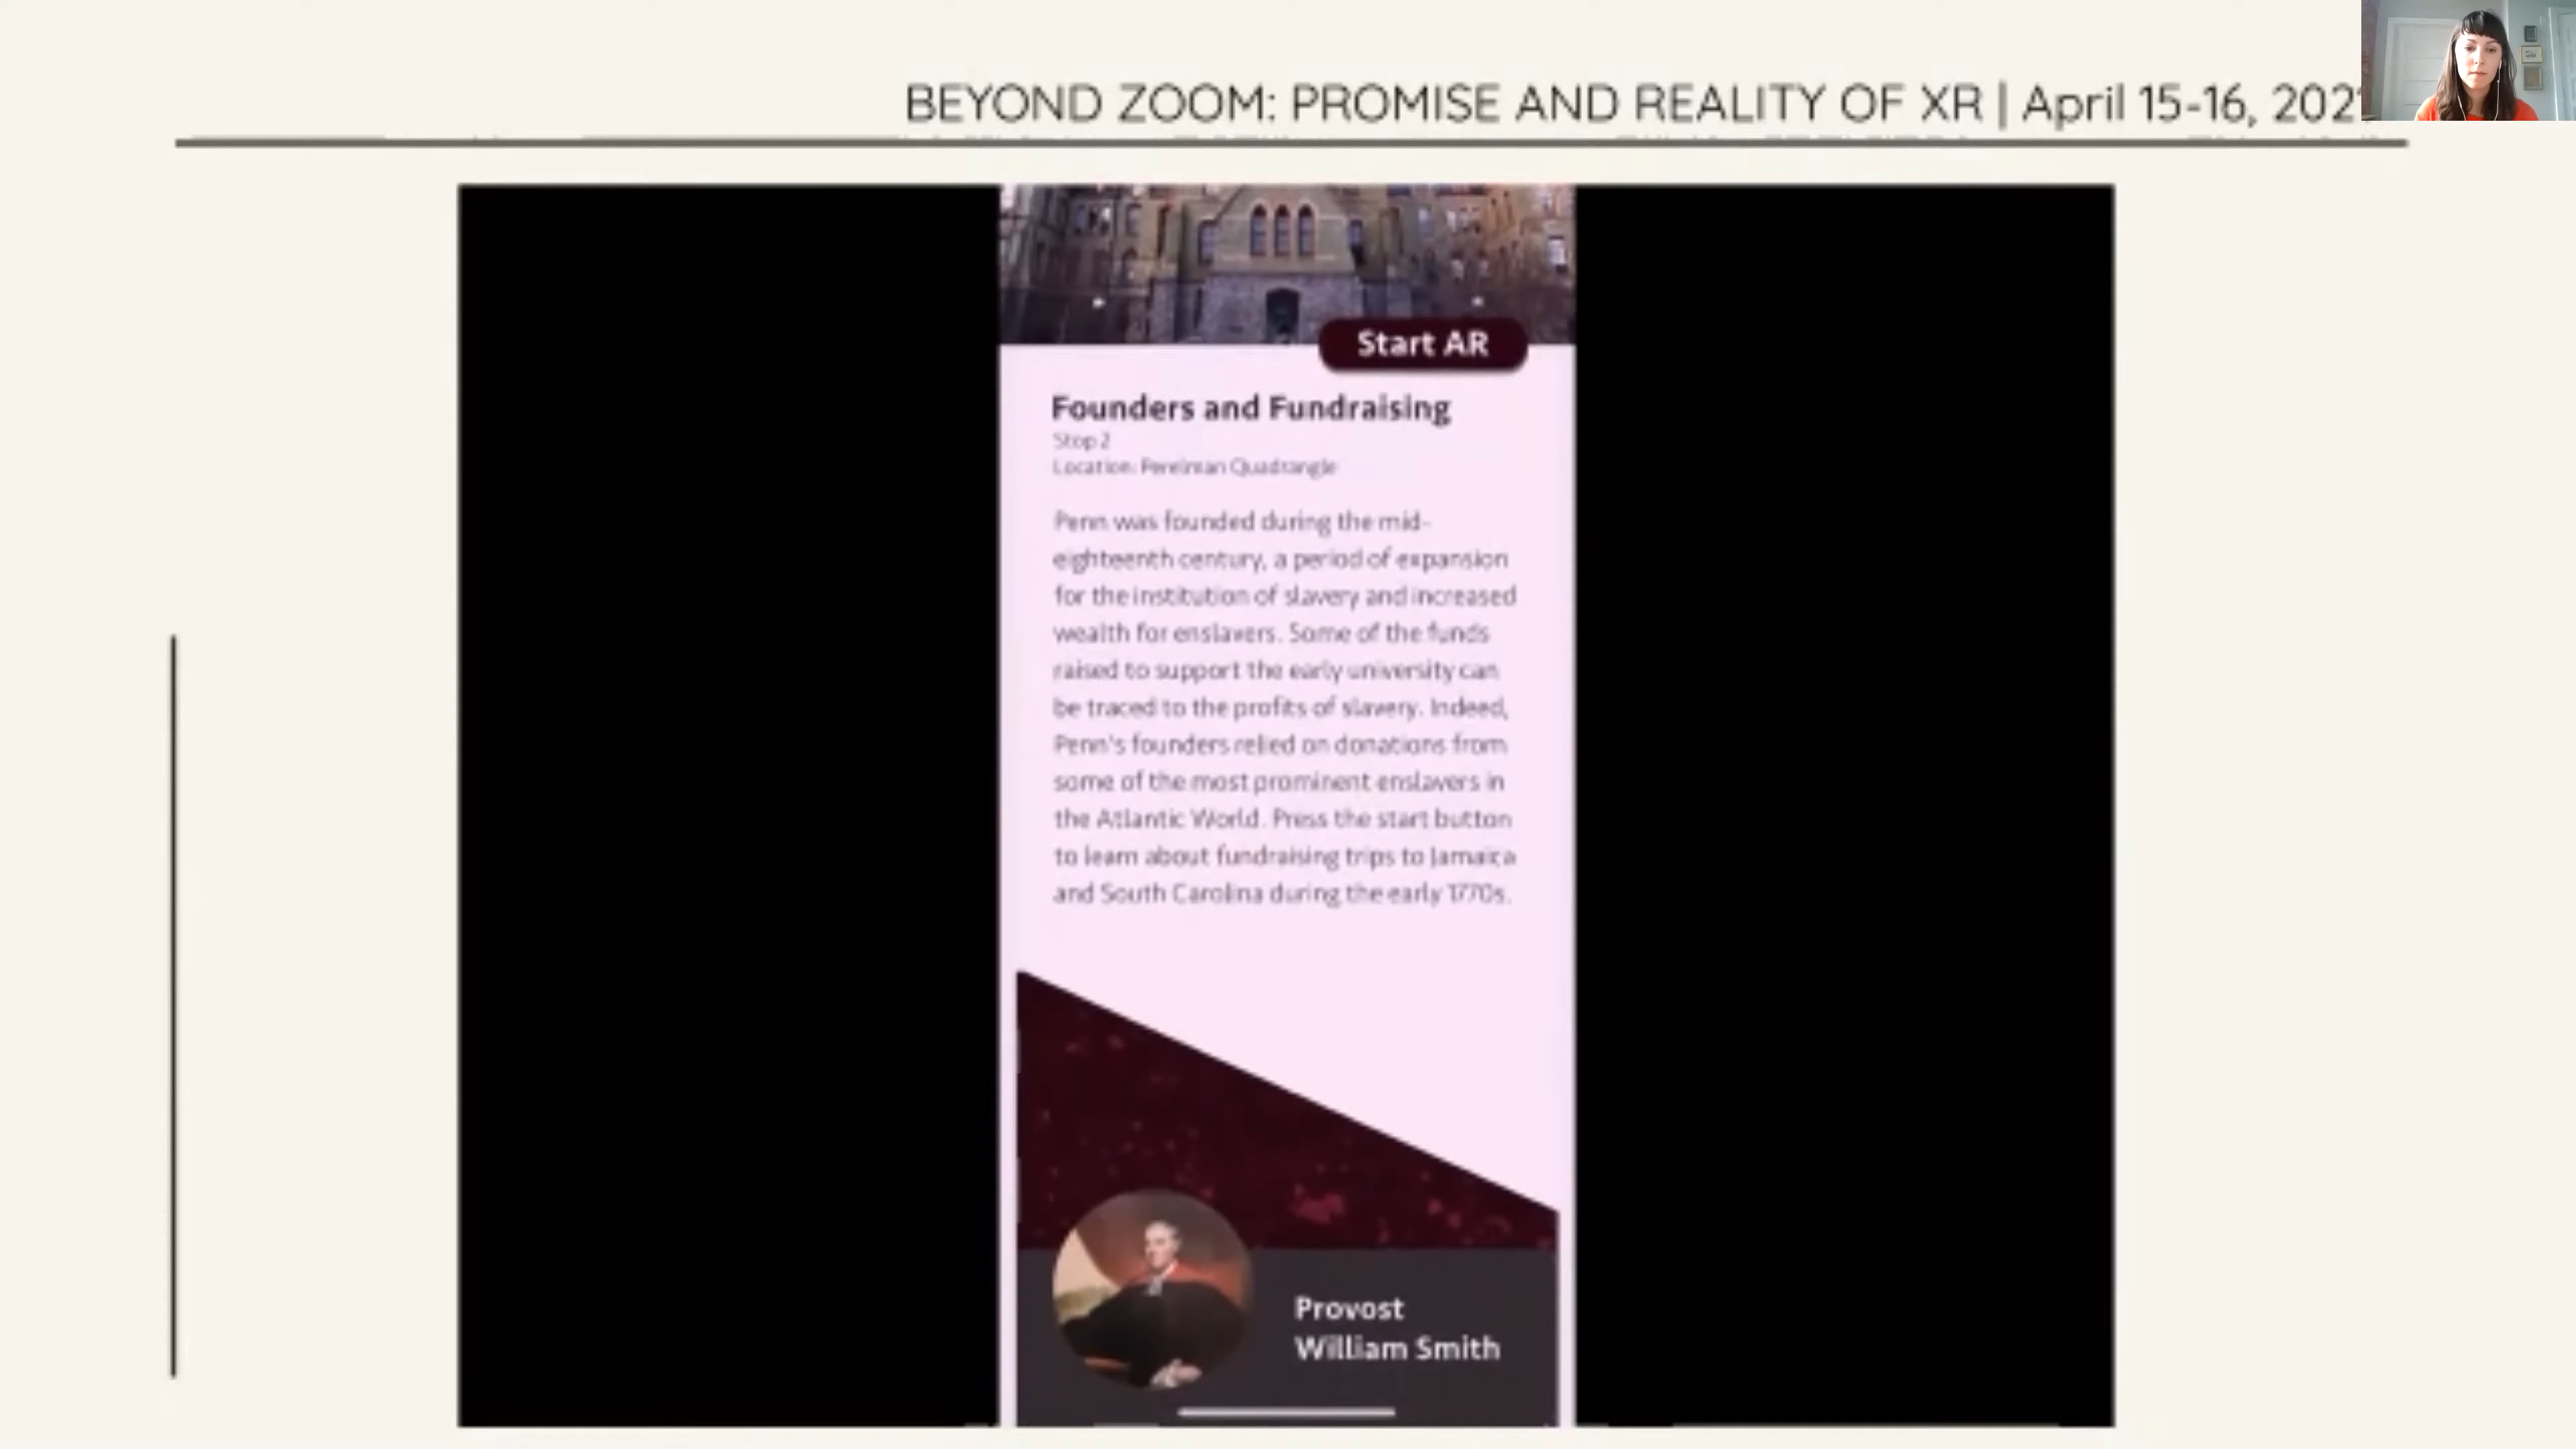 BEYOND ZOOM: PROMISE AND REALITY OF XR | April 15-16, 202
Start AR
Founders and Fundraising
Stop 2
Location: Perelman Quadrangle
Penn was founded during the mid-
eighteenth century, a period of expansion
for the institution of slavery and increased
wealth for enslavers. Some of the funds
raised to support the early university can
be traced to the profits of slavery. Indeed,
Penn's founders relied on donations from
some of the most prominent enslavers in
the Atlantic World. Press the start button
to learn about fundraising trips to Jamaica
and South Carolina during the early 1770s.
Provost
William Smith